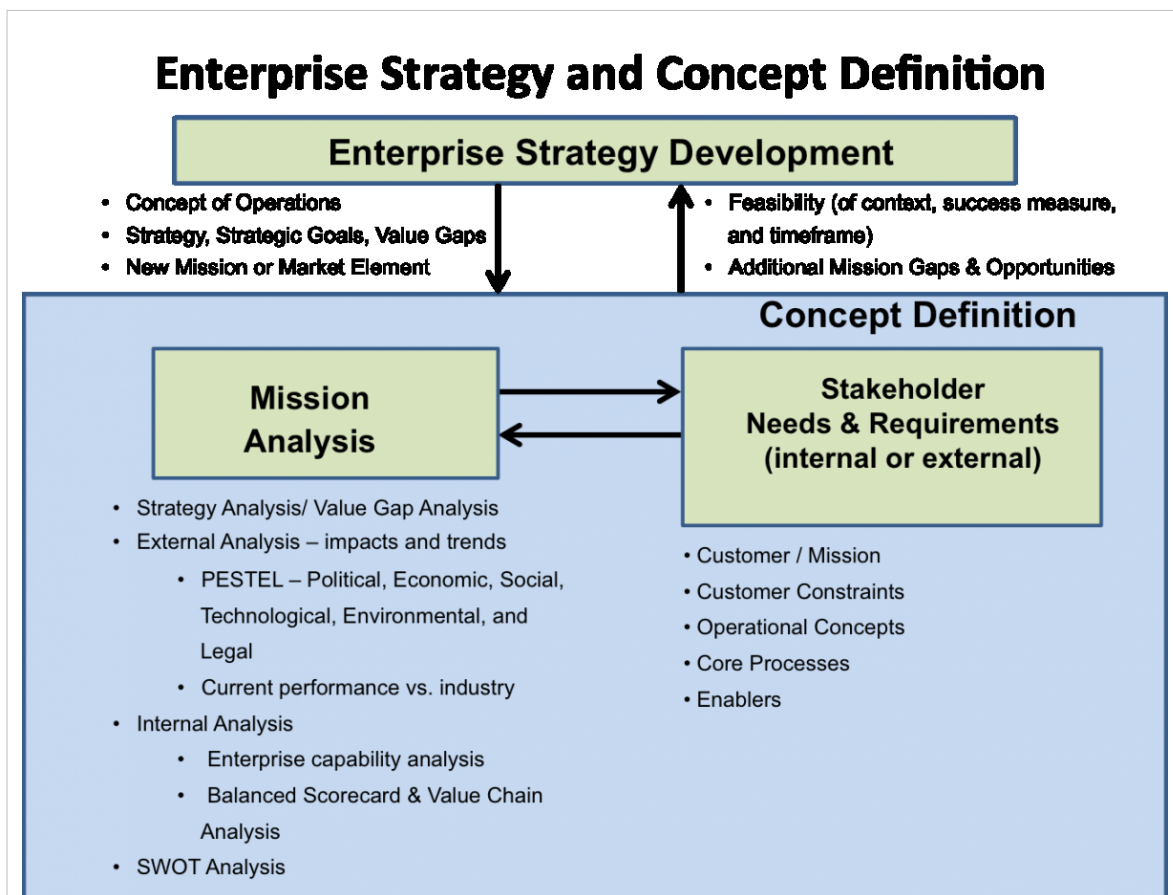 Enterprise Strategy and Concept Definition
Enterprise Strategy Development
• Concept of Operations
• Strategy, Strategic Goals, Value Gaps
• New Mission or Market Element
• Feasibility (of context, success measure,
and timeframe)
• Additional Mission Gaps & Opportunities
Concept Definition
Mission
Analysis
• Strategy Analysis/ Value Gap Analysis
• External Analysis – impacts and trends
• PESTEL – Political, Economic, Social,
Technological, Environmental, and
Legal
• Current performance vs. industry
• Internal Analysis
• Enterprise capability analysis
• Balanced Scorecard & Value Chain
Analysis
• SWOT Analysis
Stakeholder
Needs & Requirements
(internal or external)
• Customer / Mission
• Customer Constraints
• Operational Concepts
• Core Processes
• Enablers